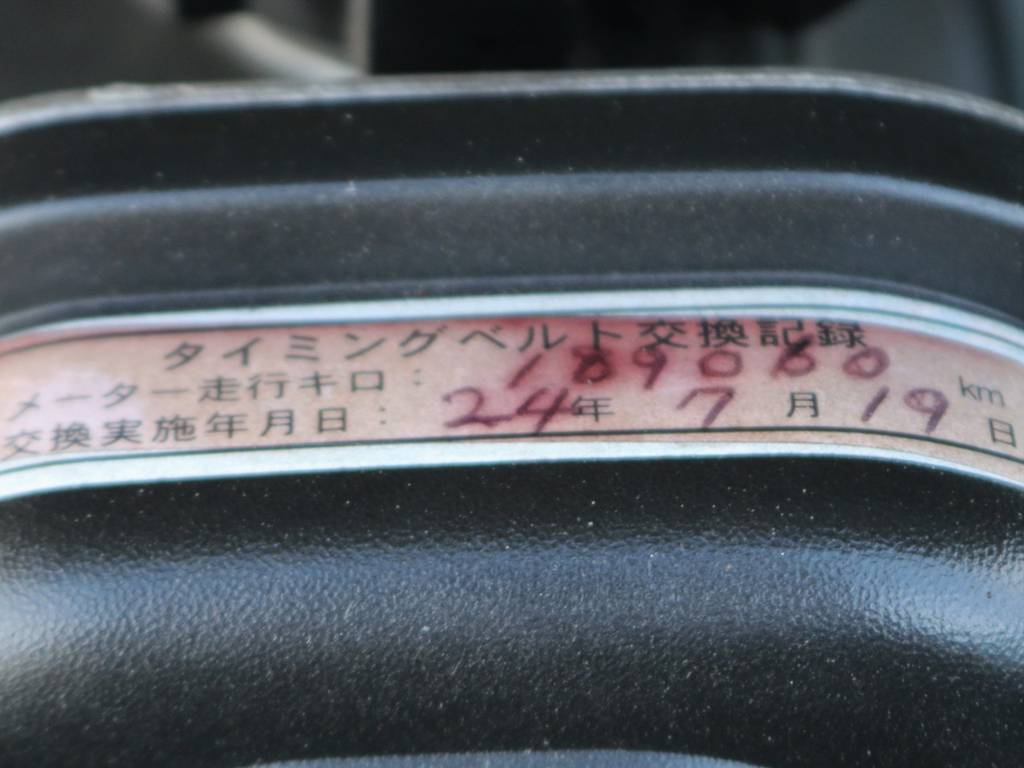 タイミングベルト交換記録
メーター走行キロ： 189060 km
交換実施年月日： 24年 7月 19日